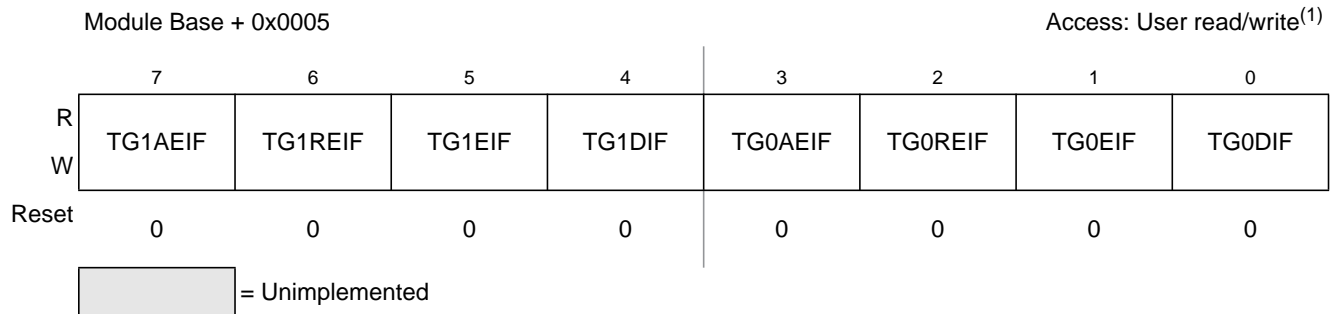 Module Base + 0x0005 Access: User read/write(1)
7 6 5 4 3 2 1 0
R
W
TG1AEIF TG1REIF TG1EIF TG1DIF TG0AEIF TG0REIF TG0EIF TG0DIF
Reset 0 0 0 0 0 0 0 0
= Unimplemented